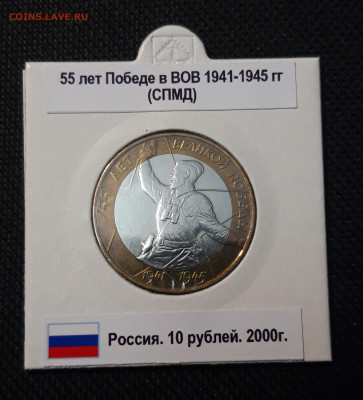 COINS.LAVE.RU
55 лет Победе в ВОВ 1941-1945 гг
(СПМД)
55 ЛЕТ ВЕЛИКОЙ ПОБЕДЫ
1941 1945
Россия. 10 рублей. 2000г.